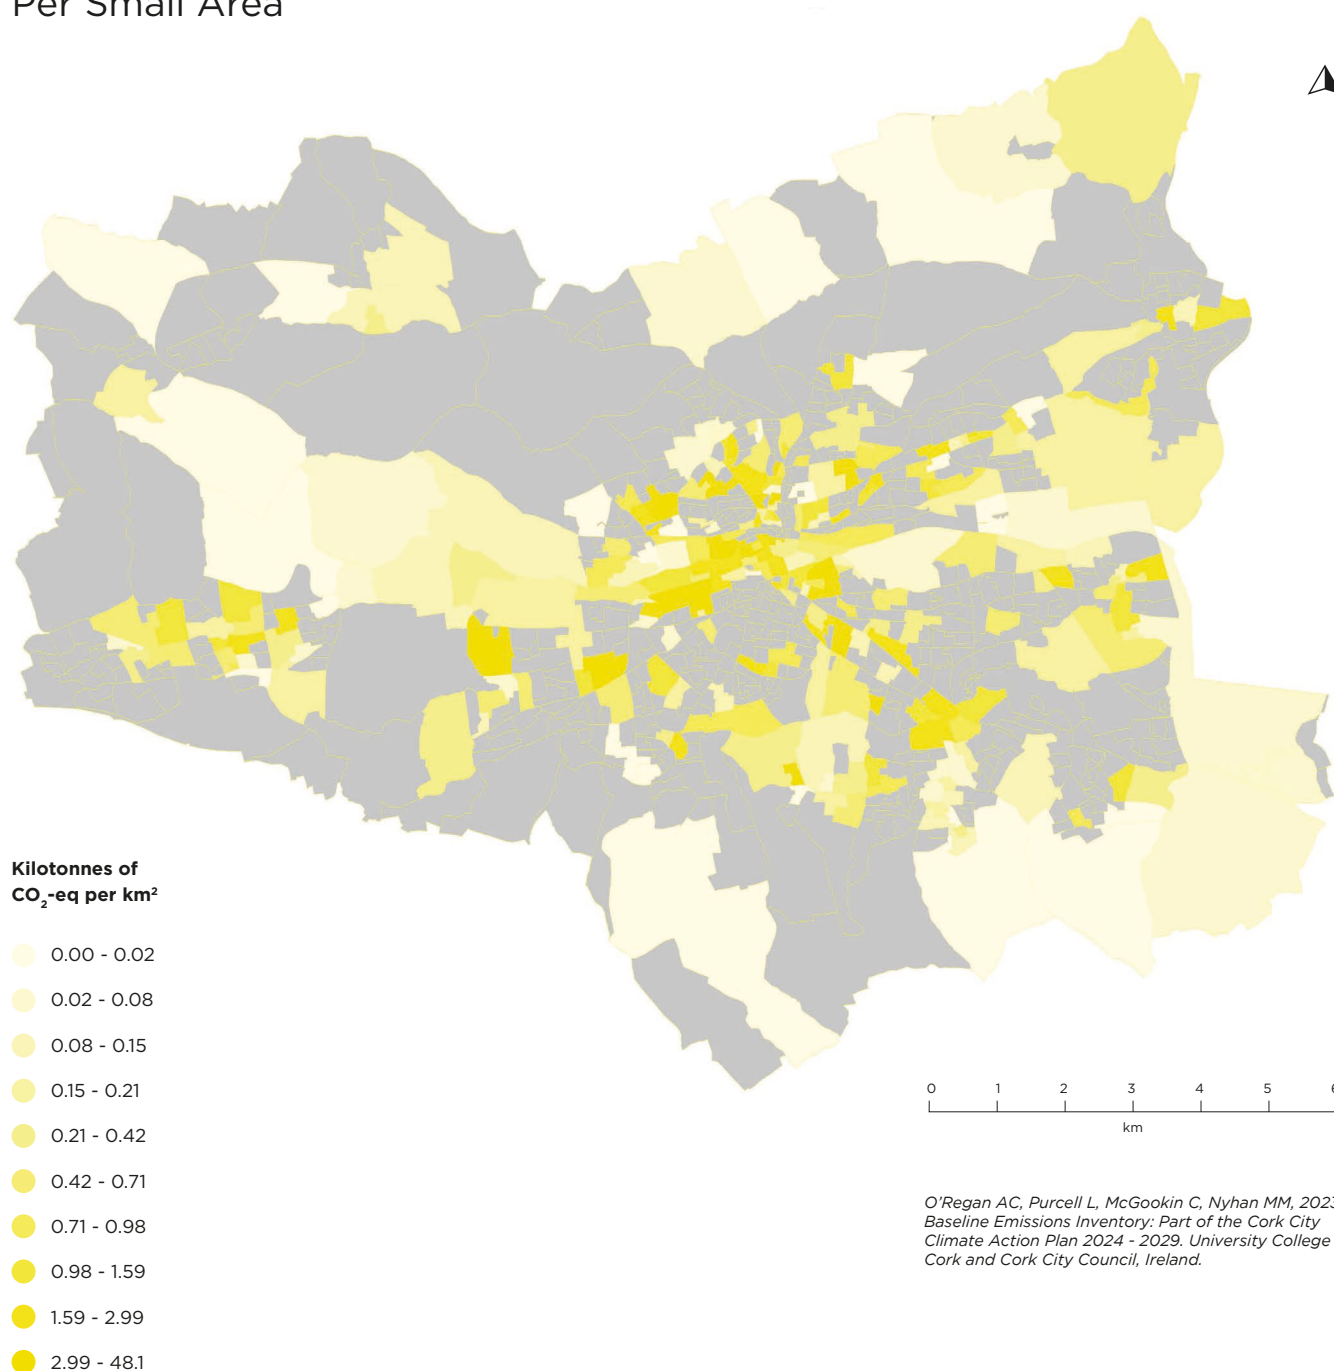 Per Small Area
Kilotonnes of
CO₂-eq per km²
0.00 - 0.02
0.02 - 0.08
0.08 - 0.15
0.15 - 0.21
0.21 - 0.42
0.42 - 0.71
0.71 - 0.98
0.98 - 1.59
1.59 - 2.99
2.99 - 48.1
0 1 2 3 4 5 6
km
O'Regan AC, Purcell L, McGookin C, Nyhan MM, 2023
Baseline Emissions Inventory: Part of the Cork City
Climate Action Plan 2024 - 2029. University College
Cork and Cork City Council, Ireland.